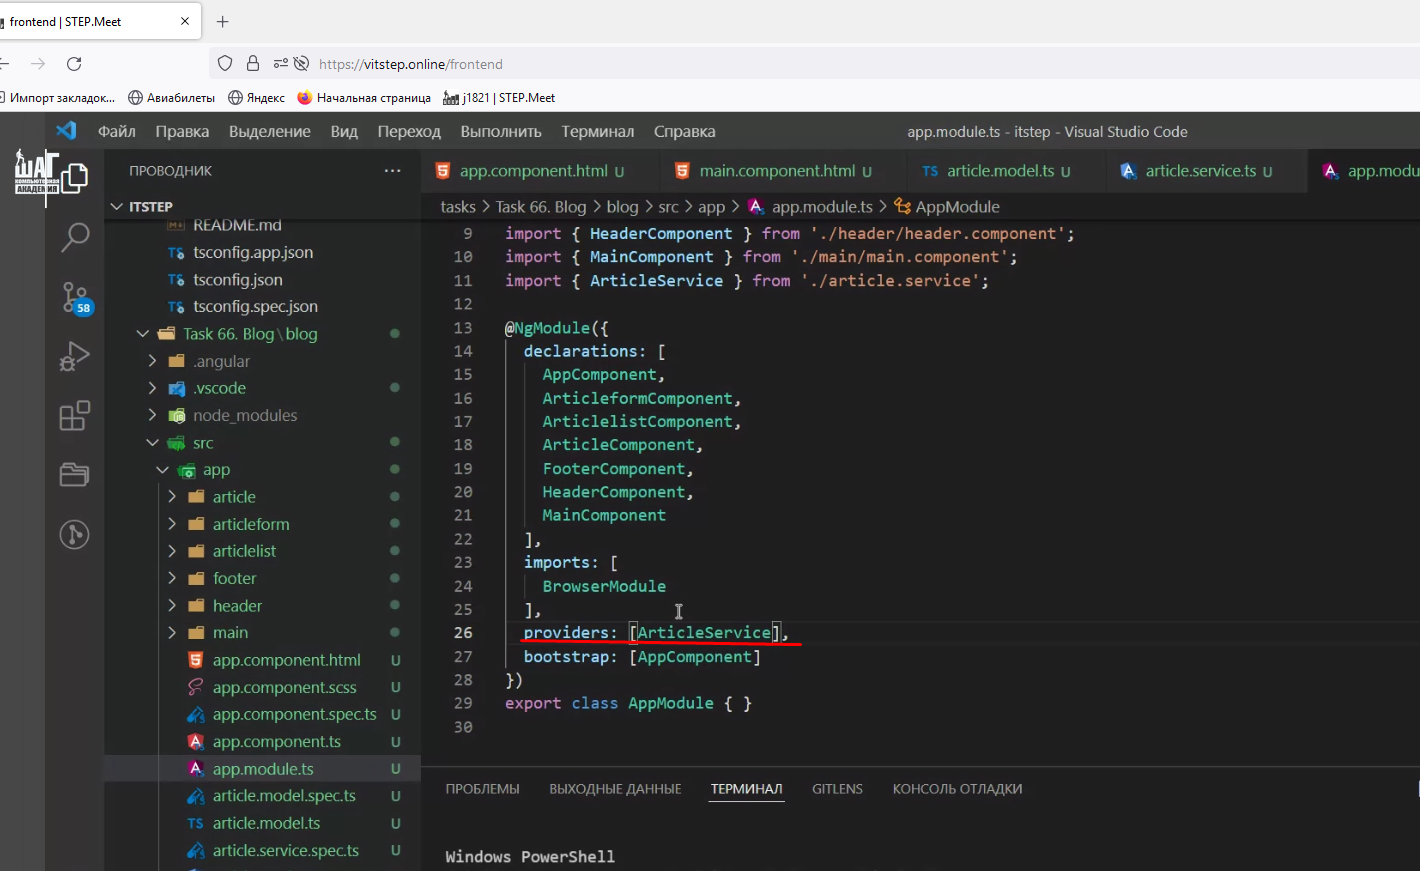 frontend | STEP.Meet
https://vitstep.online/frontend
Импорт закладок...
Авиабилеты
Яндекс
Начальная страница
j1821 | STEP.Meet
Файл Правка Выделение Вид Переход Выполнить Терминал Справка
app.module.ts - itstep - Visual Studio Code
ШАГ
КОМПЬЮТЕРНАЯ
АКАДЕМИЯ
58
ПРОВОДНИК
ITSTEP
README.md
tsconfig.app.json
tsconfig.json
tsconfig.spec.json
Task 66. Blog\blog
.angular
.vscode
node_modules
src
app
article
articleform
articlelist
footer
header
main
app.component.html U
app.component.scss U
app.component.spec.ts U
app.component.ts U
app.module.ts U
article.model.spec.ts U
article.model.ts U
article.service.spec.ts U
app.component.html U
main.component.html U
TS article.model.ts U
article.service.ts U
app.modu
tasks > Task 66. Blog > blog > src > app > app.module.ts > AppModule
9 import { HeaderComponent } from './header/header.component';
10 import { MainComponent } from './main/main.component';
11 import { ArticleService } from './article.service';
12
13 @NgModule({
14 declarations: [
15 AppComponent,
16 ArticleformComponent,
17 ArticlelistComponent,
18 ArticleComponent,
19 FooterComponent,
20 HeaderComponent,
21 MainComponent
22 ],
23 imports: [
24 BrowserModule
25 ],
26 providers: [ArticleService],
27 bootstrap: [AppComponent]
28 })
29 export class AppModule { }
30
ПРОБЛЕМЫ ВЫХОДНЫЕ ДАННЫЕ ТЕРМИНАЛ GITLENS КОНСОЛЬ ОТЛАДКИ
Windows PowerShell